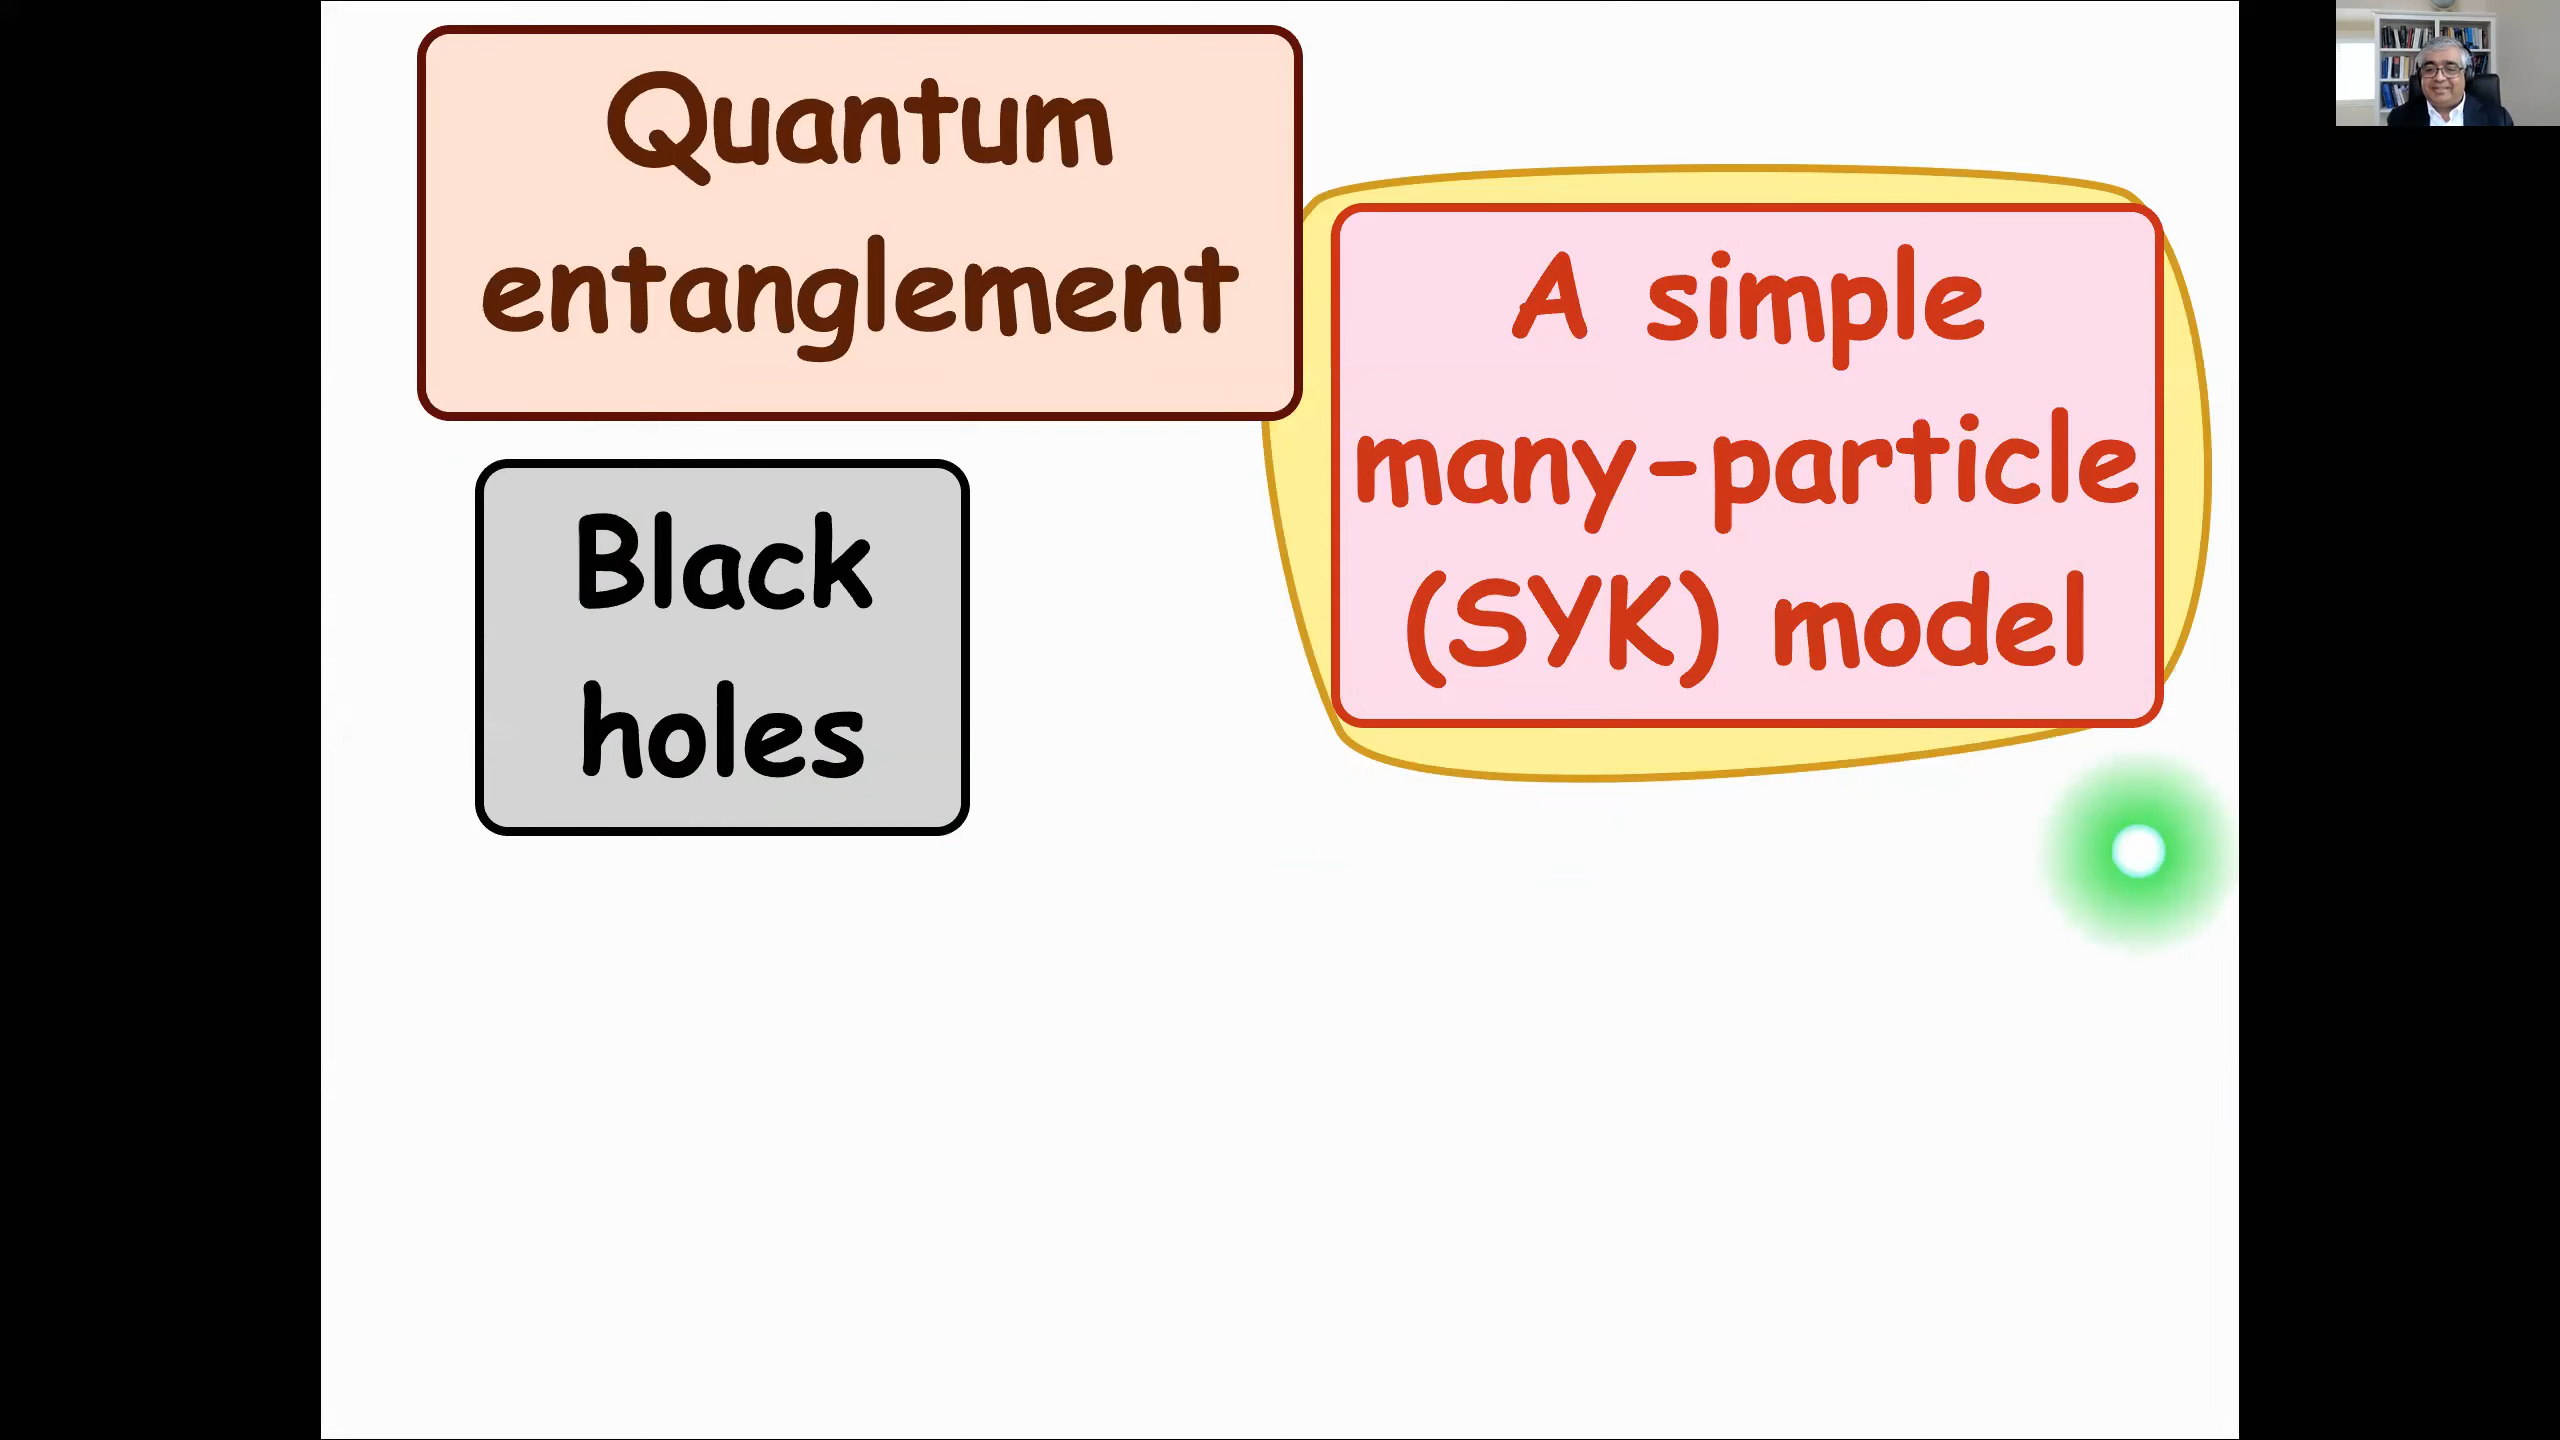 Quantum
entanglement
A simple
many-particle
(SYK) model
Black
holes